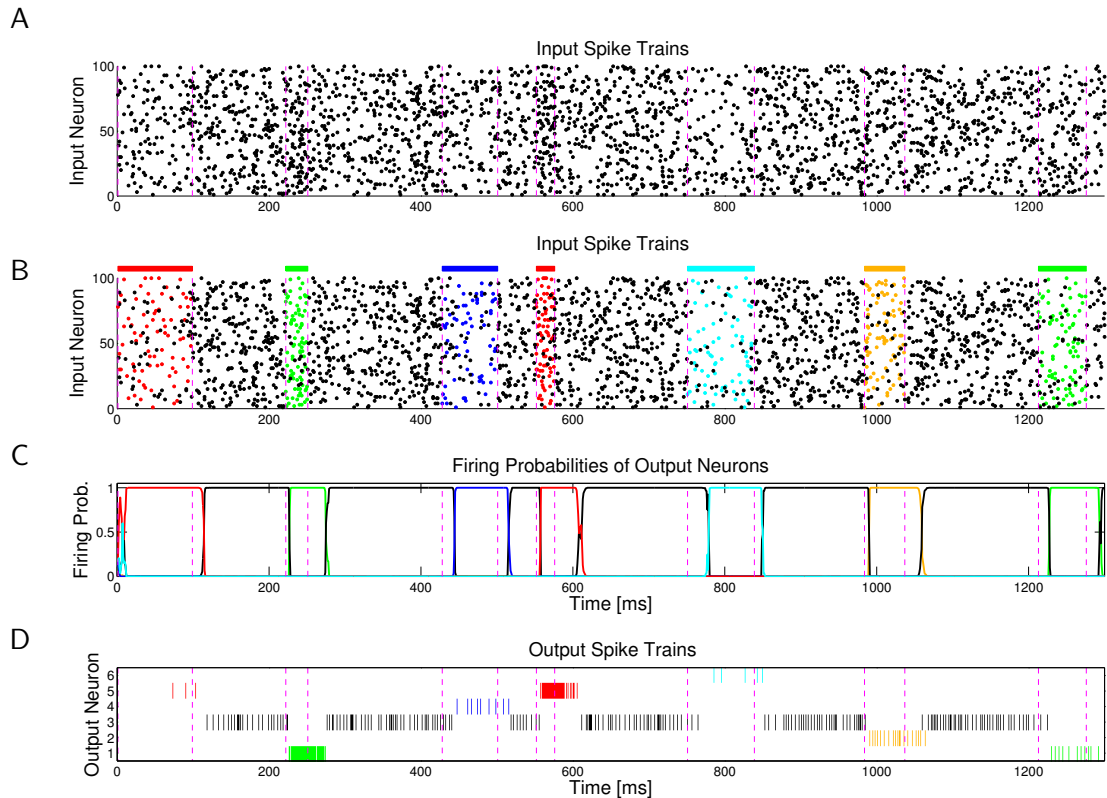 A
Input Spike Trains
Input Neuron
100
50
0
0 200 400 600 800 1000 1200
B
Input Spike Trains
Input Neuron
100
50
0
0 200 400 600 800 1000 1200
C
Firing Probabilities of Output Neurons
Firing Prob.
1
0.5
0
0 200 400 600 800 1000 1200
Time [ms]
D
Output Spike Trains
Output Neuron
6
5
4
3
2
1
0 200 400 600 800 1000 1200
Time [ms]